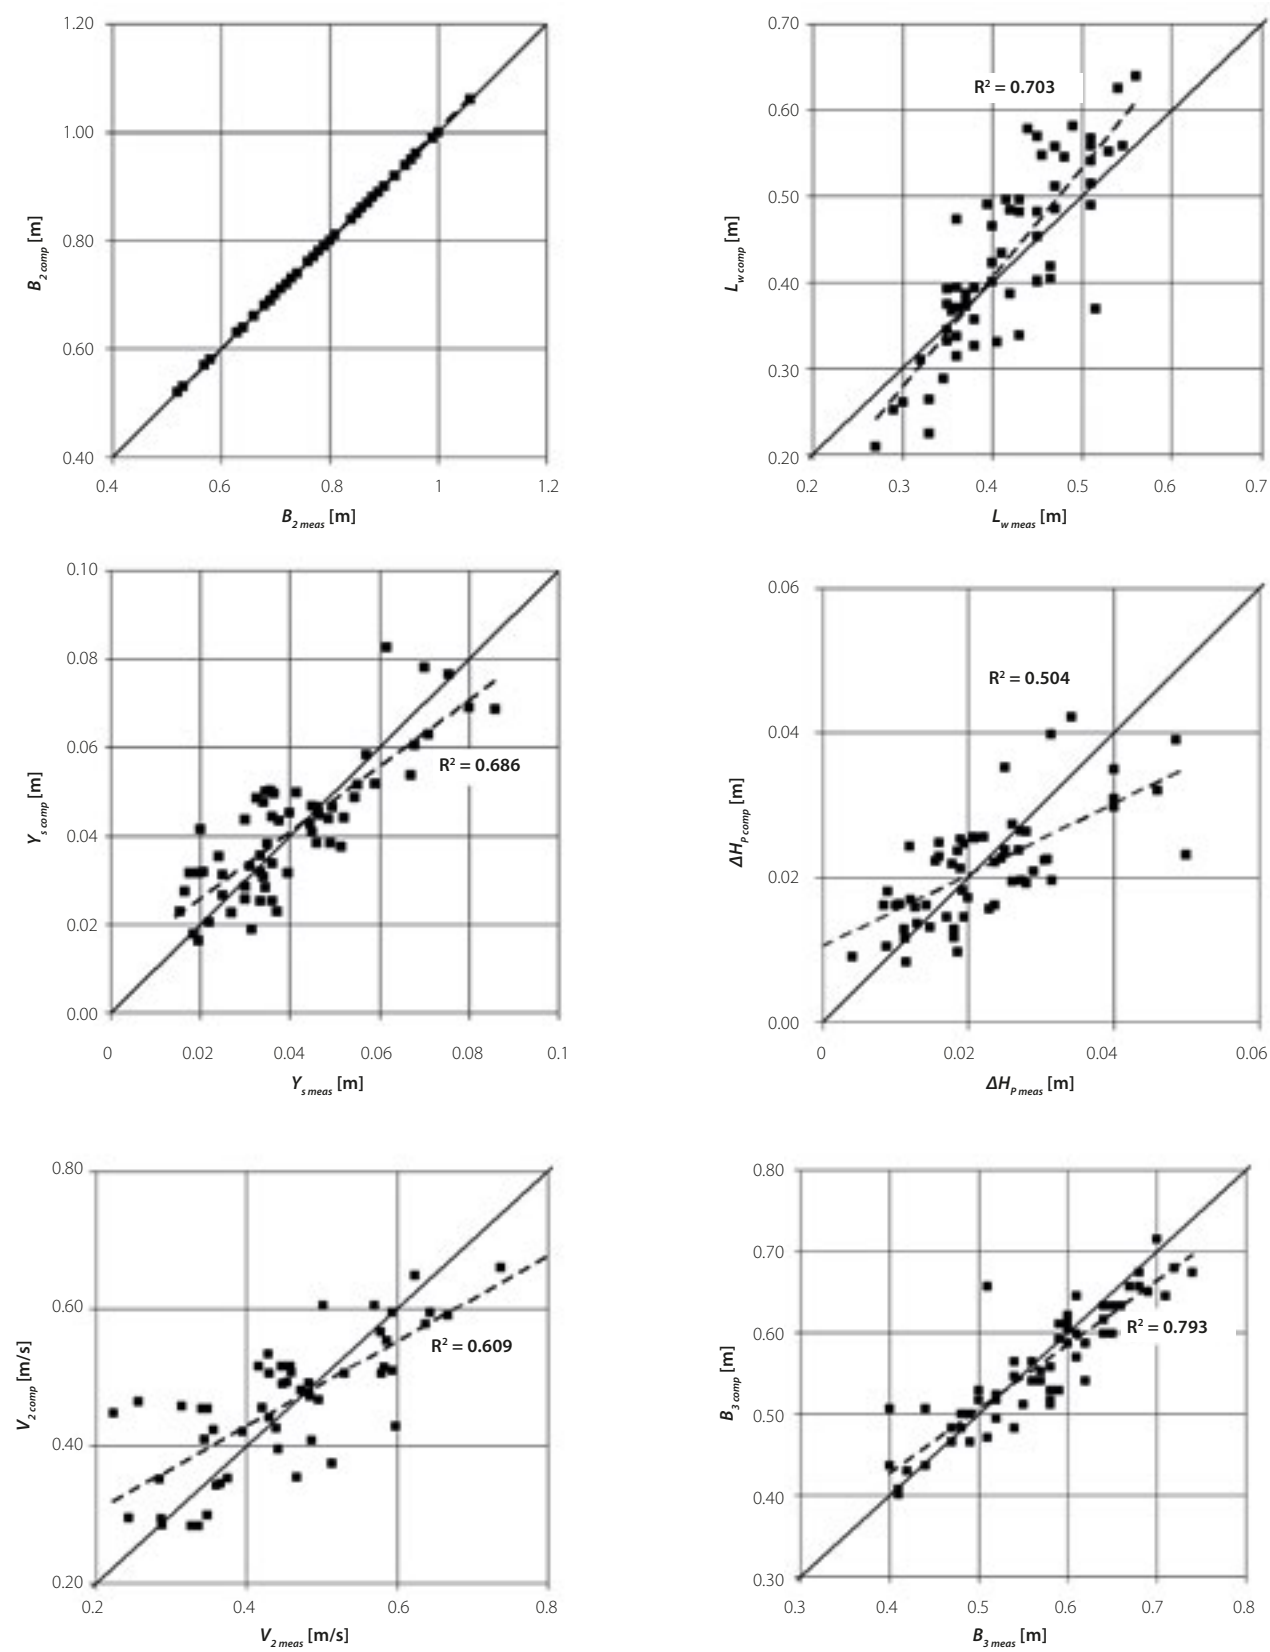 1.20
1.00
0.80
0.60
0.40
0.4 0.6 0.8 1 1.2
B2 comp [m]
B2 meas [m]
0.70
0.60
0.50
0.40
0.30
0.20
0.2 0.3 0.4 0.5 0.6 0.7
R² = 0.703
Lw comp [m]
Lw meas [m]
0.10
0.08
0.06
0.04
0.02
0.00
0 0.02 0.04 0.06 0.08 0.1
R² = 0.686
Ys comp [m]
Ys meas [m]
0.06
0.04
0.02
0.00
0 0.02 0.04 0.06
R² = 0.504
ΔHP comp [m]
ΔHP meas [m]
0.80
0.60
0.40
0.20
0.2 0.4 0.6 0.8
R² = 0.609
V2 comp [m/s]
V2 meas [m/s]
0.80
0.70
0.60
0.50
0.40
0.30
0.3 0.4 0.5 0.6 0.7 0.8
R² = 0.793
B3 comp [m]
B3 meas [m]